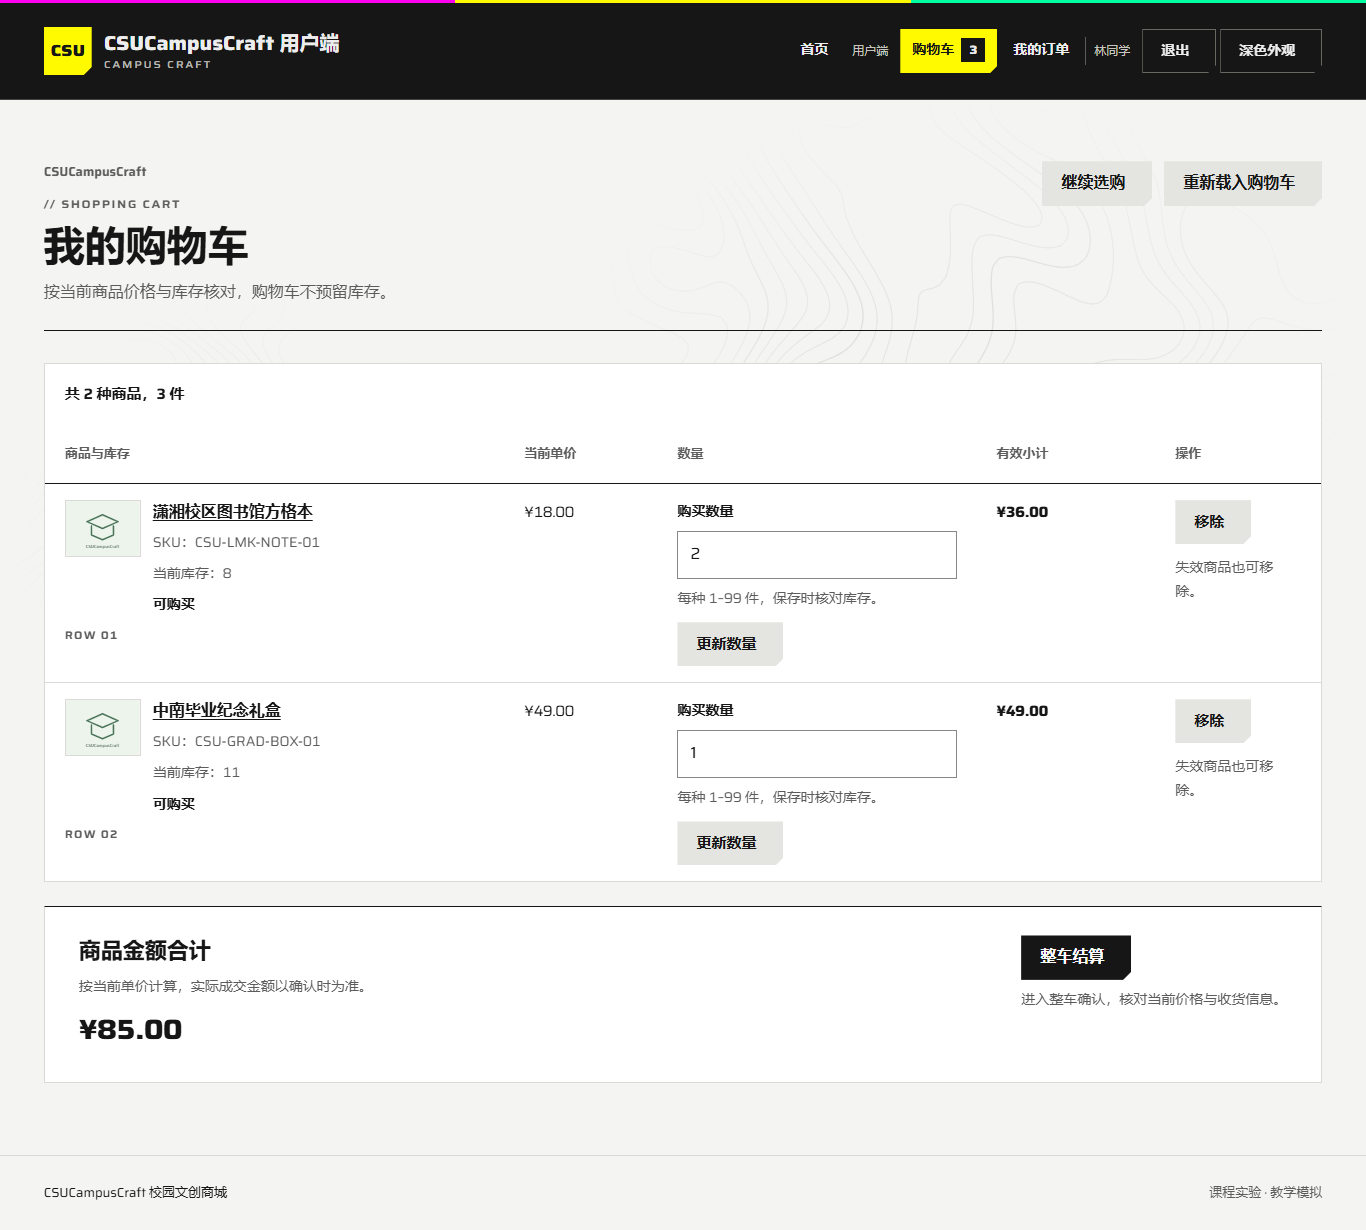 CSU
CSUCampusCraft 用户端
CAMPUS CRAFT
首页
用户端
购物车 3
我的订单
林同学
退出
深色外观
CSUCampusCraft
// SHOPPING CART
我的购物车
按当前商品价格与库存核对，购物车不预留库存。
继续选购
重新载入购物车
共 2 种商品，3 件
商品与库存
当前单价
数量
有效小计
操作
CSUCampusCraft
潇湘校区图书馆方格本
SKU：CSU-LMK-NOTE-01
当前库存：8
可购买
ROW 01
¥18.00
购买数量
2
每种 1-99 件，保存时核对库存。
更新数量
¥36.00
移除
失效商品也可移
除。
CSUCampusCraft
中南毕业纪念礼盒
SKU：CSU-GRAD-BOX-01
当前库存：11
可购买
ROW 02
¥49.00
购买数量
1
每种 1-99 件，保存时核对库存。
更新数量
¥49.00
移除
失效商品也可移
除。
商品金额合计
按当前单价计算，实际成交金额以确认时为准。
¥85.00
整车结算
进入整车确认，核对当前价格与收货信息。
CSUCampusCraft 校园文创商城
课程实验 · 教学模拟